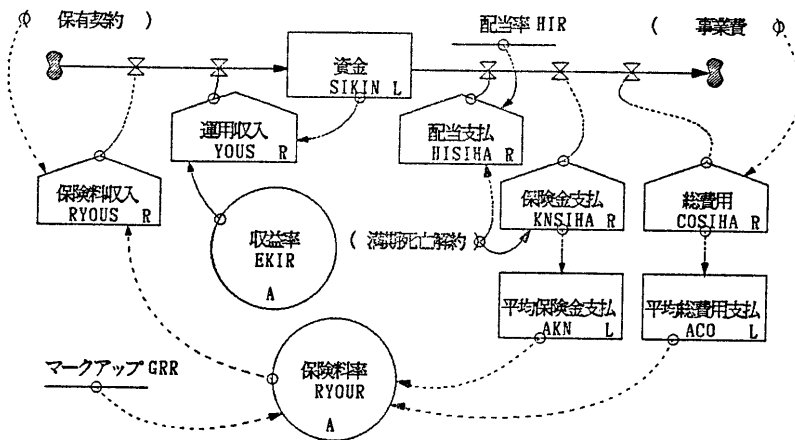 ( 保有契約 )
配当率 HIR
( 事業費 )
資金
SIKIN L
運用収入
YOUS R
配当支払
HISIHA R
保険料収入
RYOUS R
保険金支払
KNSIHA R
総費用
COSIHA R
収益率
EKIR
A
( 満期死亡解約 )
平均保険金支払
AKN L
平均総費用支払
ACO L
マークアップ GRR
保険料率
RYOUR
A